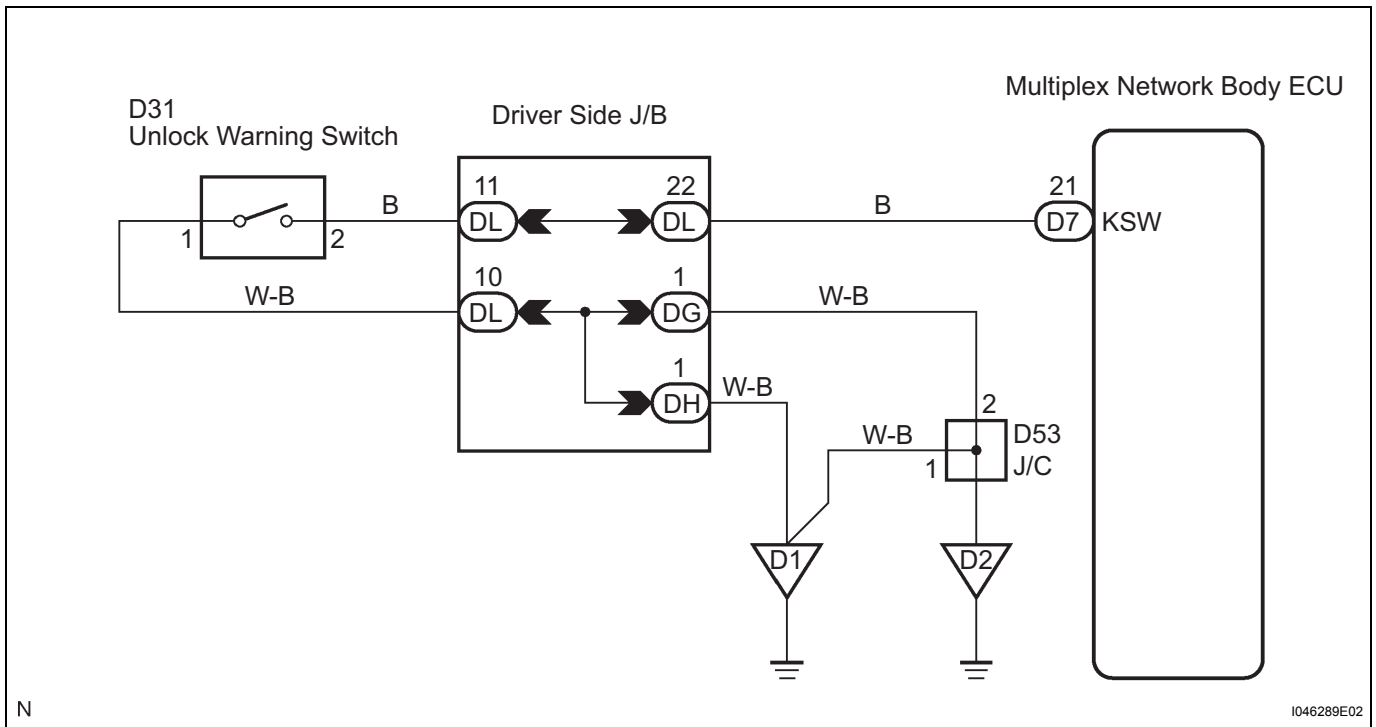 Multiplex Network Body ECU
D31
Unlock Warning Switch
Driver Side J/B
11
22
21
B
DL
DL
B
D7
KSW
1
2
10
1
W-B
DL
DG
W-B
1
DH
W-B
2
W-B
D53
1
J/C
D1
D2
N
I046289E02